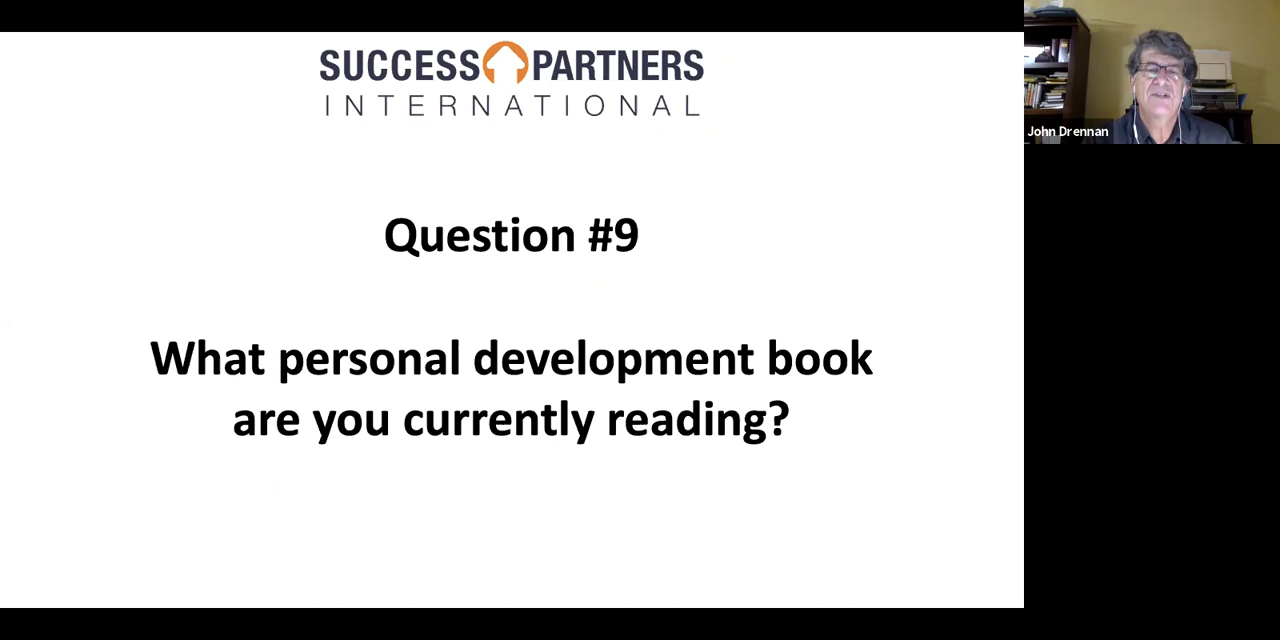 SUCCESS PARTNERS
INTERNATIONAL
Question #9
What personal development book
are you currently reading?
John Drennan